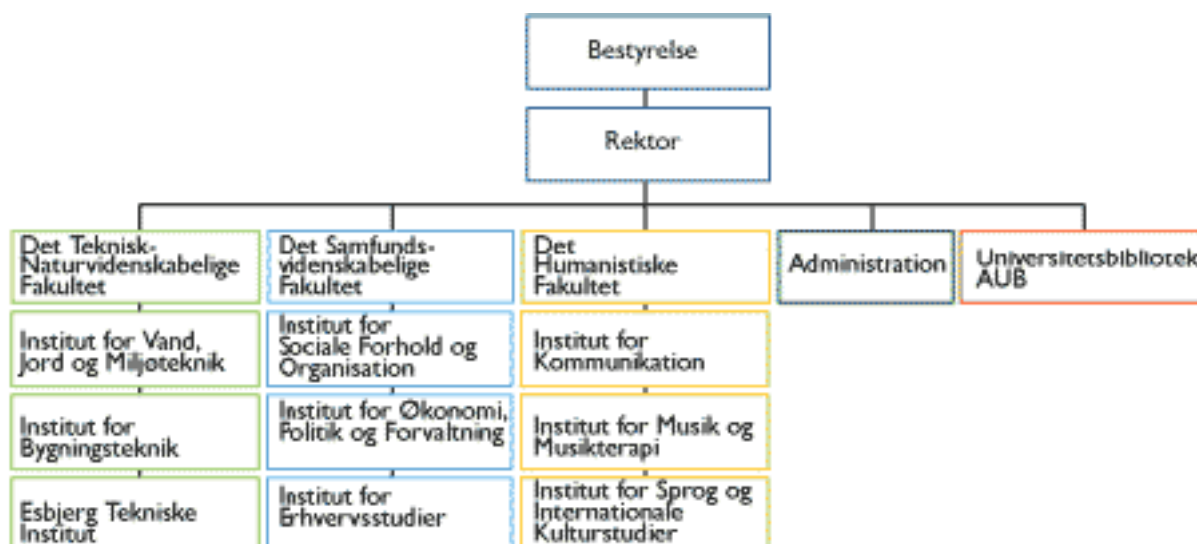 Bestyrelse
Rektor
Det Teknisk-
Naturvidenskabelige
Fakultet
Det Samfunds-
videnskabelige
Fakultet
Det
Humanistiske
Fakultet
Administration
Universitetsbibliotek
AUB
Institut for Vand,
Jord og Miljøteknik
Institut for
Sociale Forhold og
Organisation
Institut for
Kommunikation
Institut for
Bygningsteknik
Institut for Økonomi,
Politik og Forvaltning
Institut for Musik og
Musikterapi
Esbjerg Tekniske
Institut
Institut for
Erhvervsstudier
Institut for Sprog og
Internationale
Kulturstudier